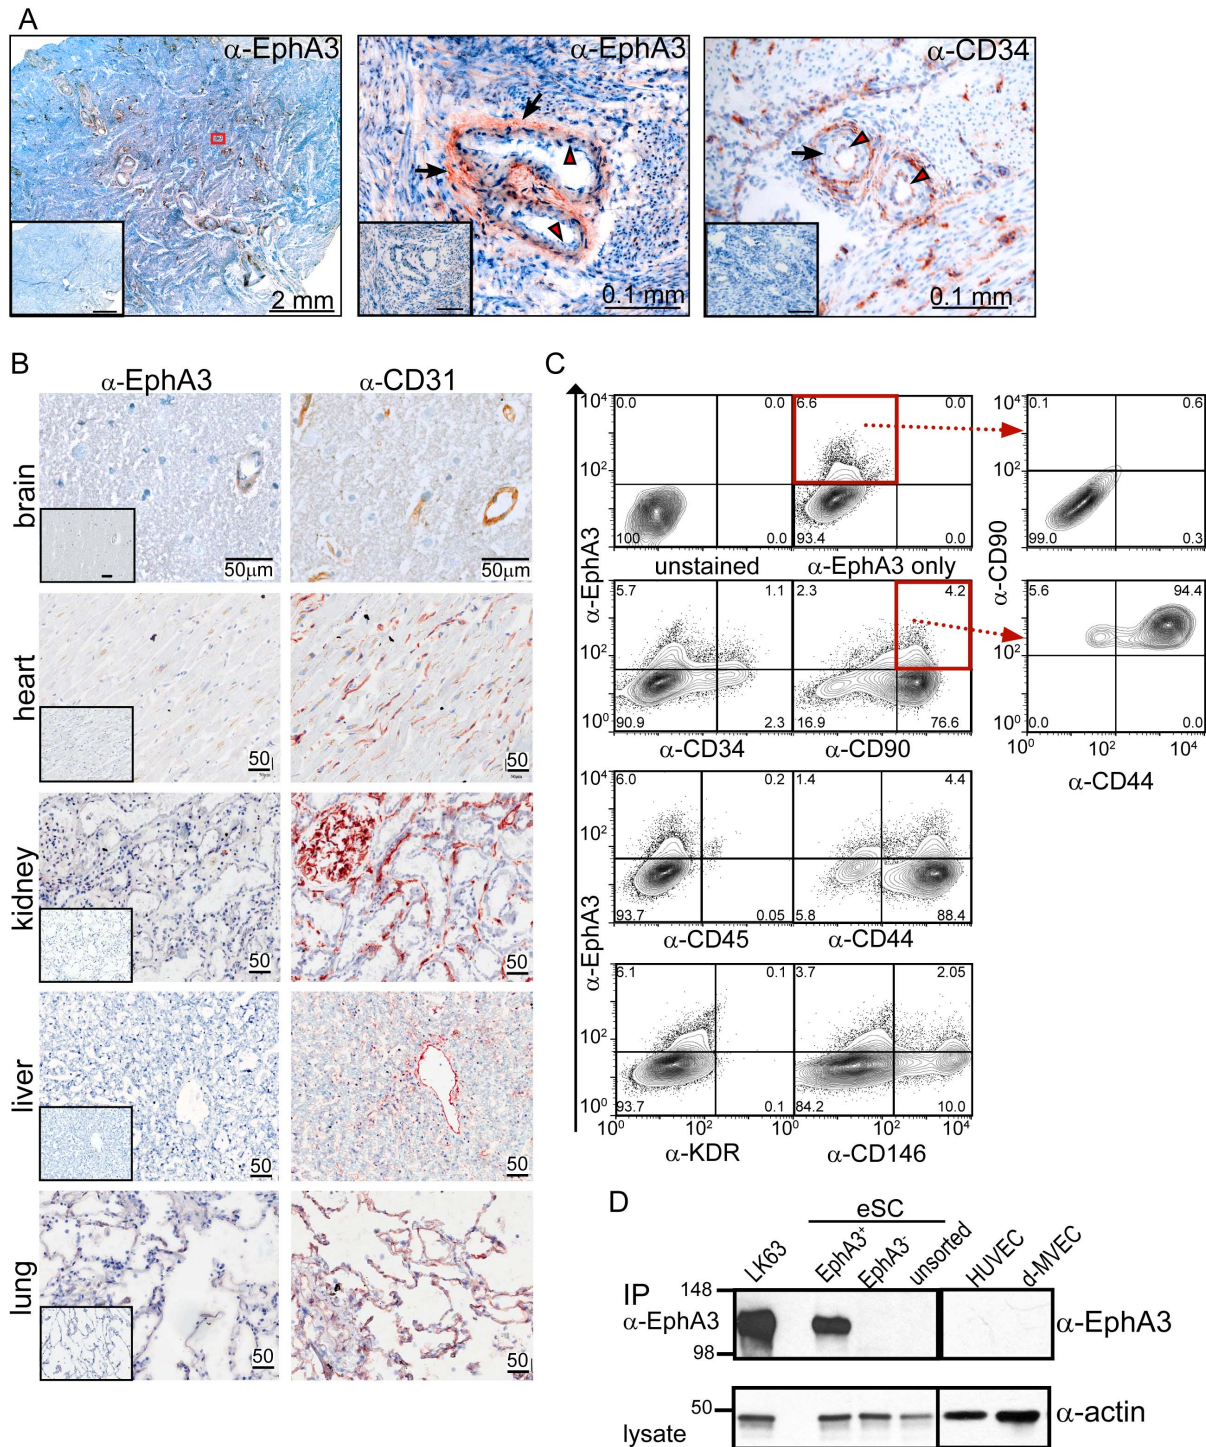 A
α-EphA3
α-EphA3
α-CD34
2 mm
0.1 mm
0.1 mm
B
α-EphA3
α-CD31
brain
50μm
50μm
heart
50
50
kidney
50
50
liver
50
50
lung
50
50
C
10⁴
0.0
0.0
6.6
0.0
10²
100
0.0
93.4
0.0
unstained
α-EphA3 only
α-EphA3
10⁴
0.1
0.6
10²
99.0
0.3
α-CD90
5.7
1.1
2.3
4.2
10²
10⁰
90.9
2.3
16.9
76.6
α-CD34
α-CD90
5.6
94.4
10²
10⁰
0.0
0.0
10⁰
10²
10⁴
α-CD44
10⁴
6.0
0.2
1.4
4.4
10²
93.7
0.05
5.8
88.4
α-CD45
α-CD44
α-EphA3
6.1
0.1
3.7
2.05
10²
10⁰
93.7
0.1
84.2
10.0
10⁰
10²
10⁰
10²
10⁴
α-KDR
α-CD146
D
eSC
LK63
EphA3⁺
EphA3⁻
unsorted
HUVEC
d-MVEC
IP
α-EphA3
148
98
α-EphA3
50
lysate
α-actin